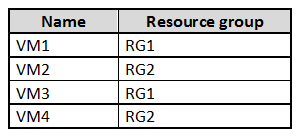 Name Resource group
VM1 RG1
VM2 RG2
VM3 RG1
VM4 RG2